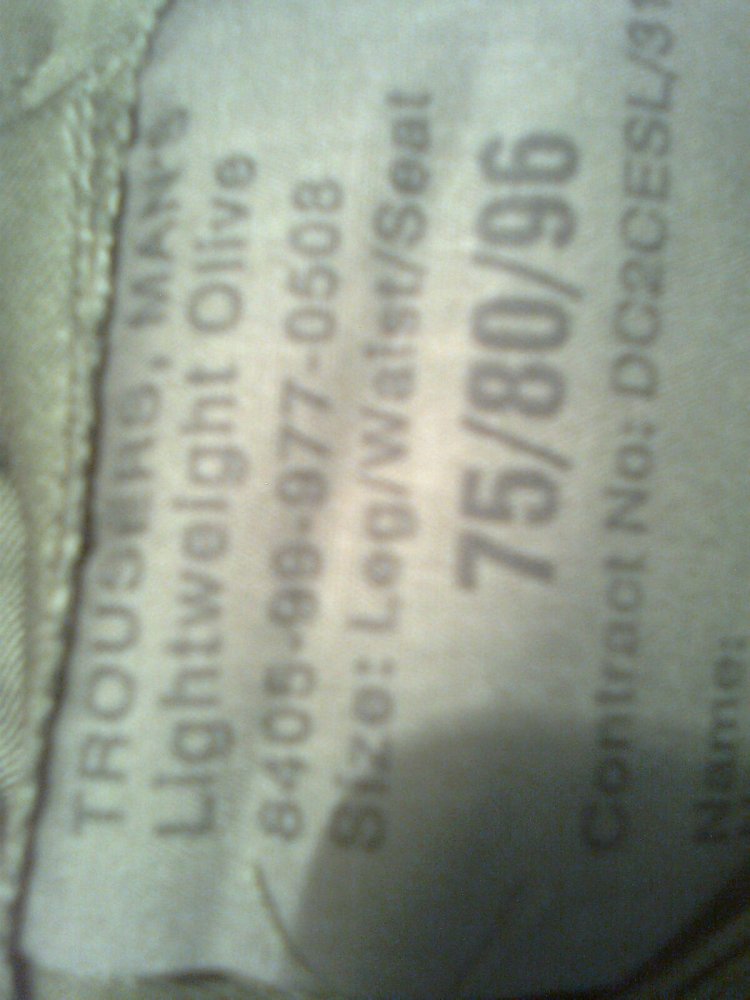 TROUSERS, MAN'S
Lightweight Olive
8405-99-977-0508
Size: Leg/Waist/Seat
75/80/96
Contract No: DC2CESL/31
Name: